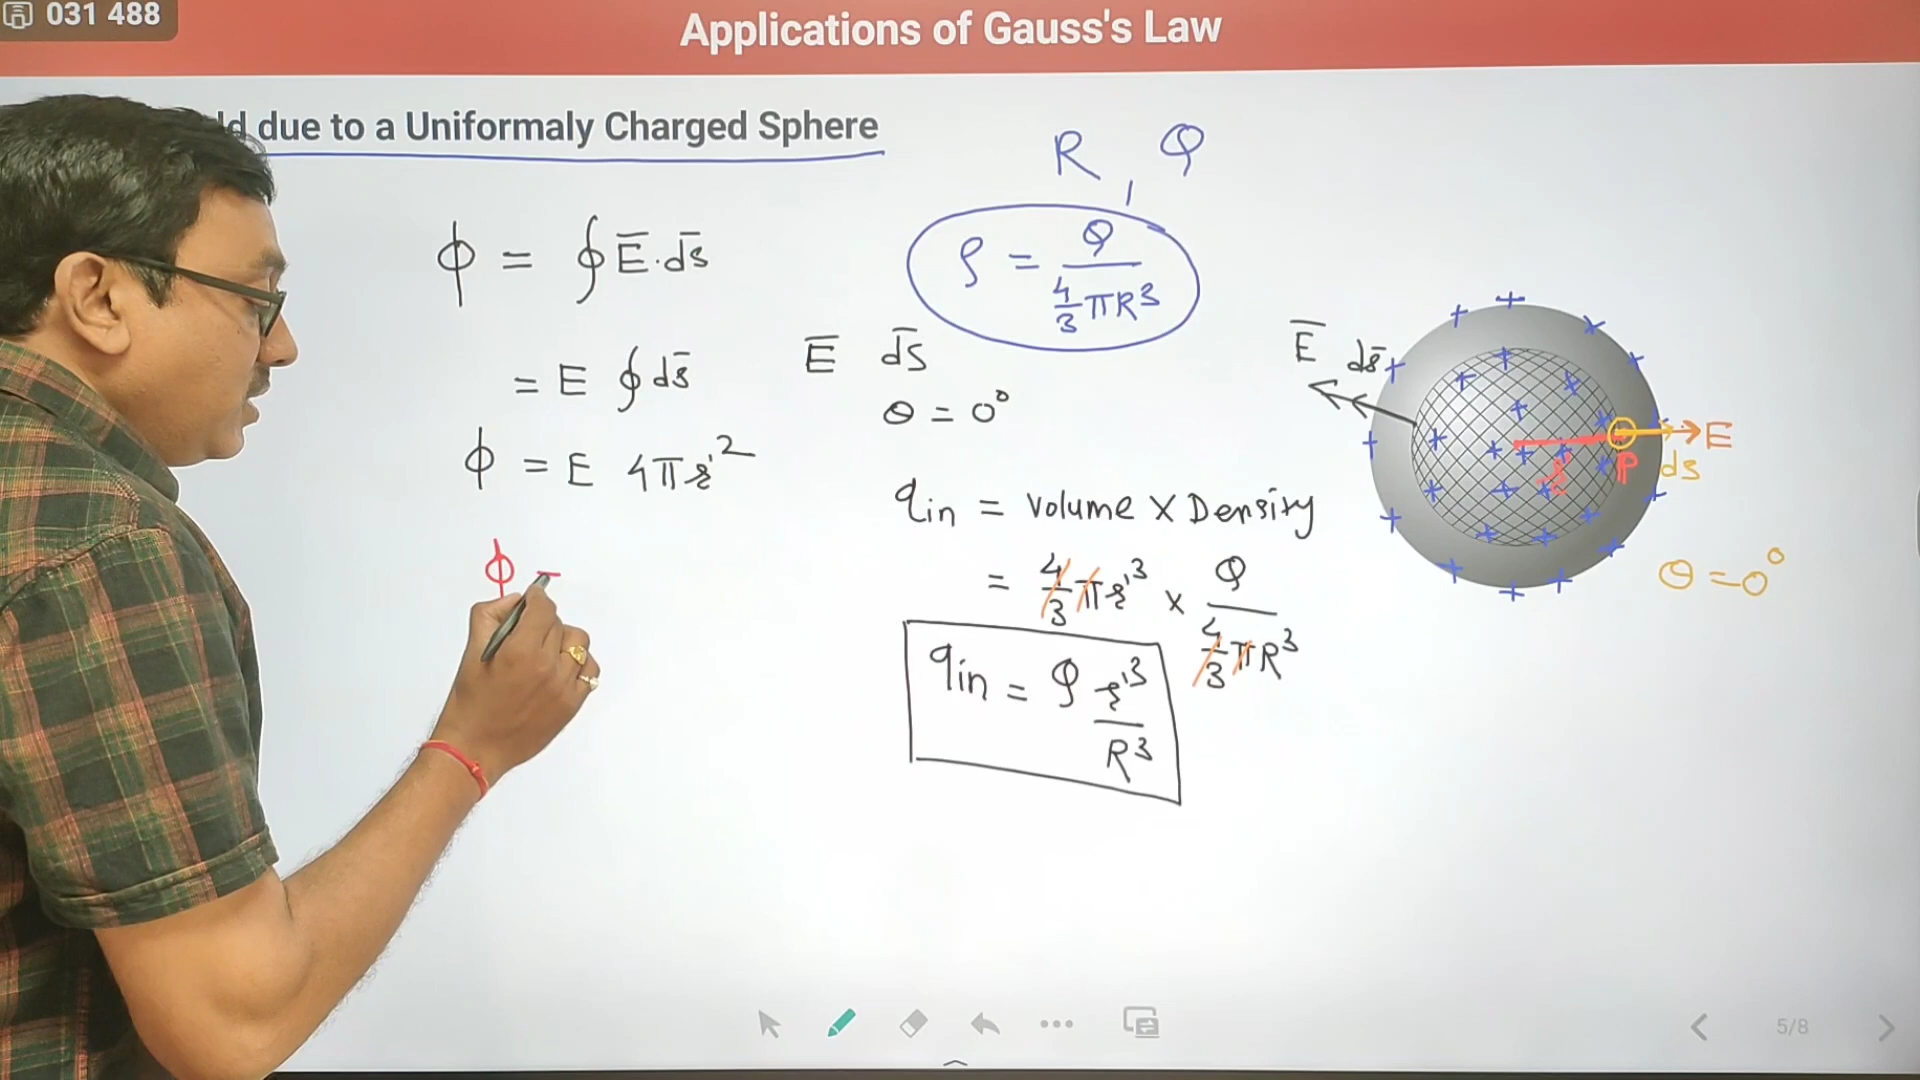 031 488
Applications of Gauss's Law
ld due to a Uniformaly Charged Sphere
R, Q
ϕ = ∮E̅.ds̅
ρ = Q / (4/3 πR³)
= E ∮ds̅
E̅ ds̅
θ = 0°
ϕ = E 4πr'²
qin = Volume × Density
= 4/3 πr'³ × Q / (4/3 πR³)
qin = Q r'³/R³
ϕ =
E̅ ds̅
E
r' P ds
θ = 0°
5/8